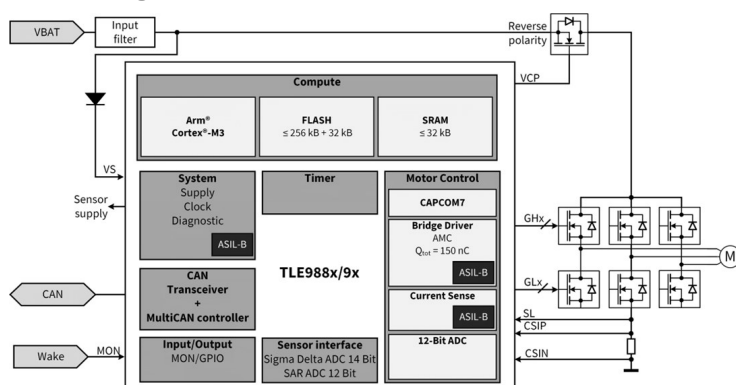 VBAT
Input
filter
Reverse
polarity
VCP
Compute
Arm®
Cortex®-M3
FLASH
≤ 256 kB + 32 kB
SRAM
≤ 32 kB
VS
Sensor
supply
System
Supply
Clock
Diagnostic
ASIL-B
Timer
Motor Control
CAPCOM7
Bridge Driver
AMC
Qtot = 150 nC
ASIL-B
GHx
M
TLE988x/9x
CAN
CAN
Transceiver
+
MultiCAN controller
Current Sense
ASIL-B
GLx
SL
CSIP
Wake
MON
Input/Output
MON/GPIO
Sensor interface
Sigma Delta ADC 14 Bit
SAR ADC 12 Bit
12-Bit ADC
CSIN